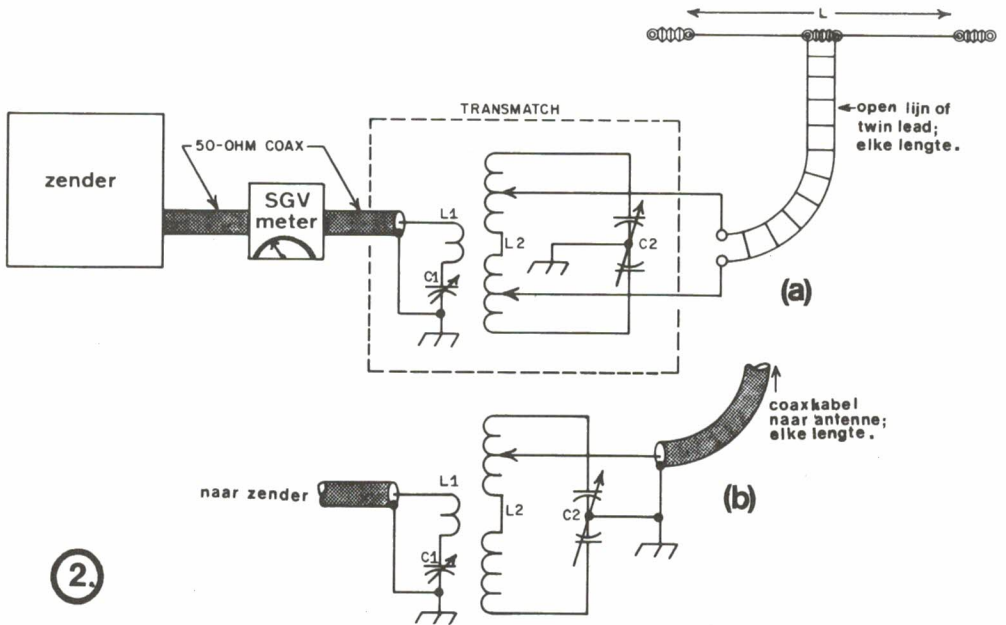 L
TRANSMATCH
50-OHM COAX
open lijn of
twin lead;
elke lengte.
zender
SGV
meter
L1
C1
L2
C2
(a)
coaxkabel
naar antenne;
elke lengte.
naar zender
L1
C1
L2
C2
(b)
2.